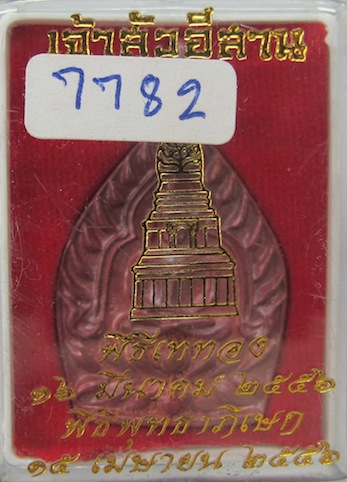 เจ้าสัวอีสาน
7782
พิธีเททอง
๑๖ มีนาคม ๒๕๕๖
พิธีพุทธาภิเษก
๑๕ เมษายน ๒๕๕๖